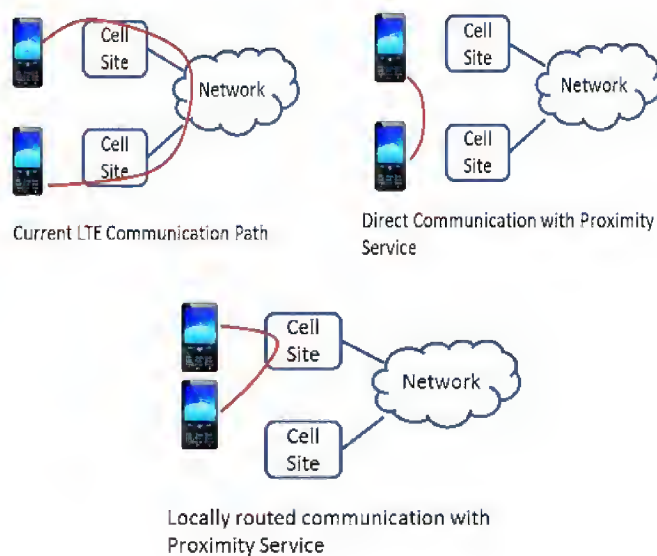 Cell
Site
Network
Cell
Site
Current LTE Communication Path
Cell
Site
Network
Cell
Site
Direct Communication with Proximity
Service
Cell
Site
Network
Cell
Site
Locally routed communication with
Proximity Service